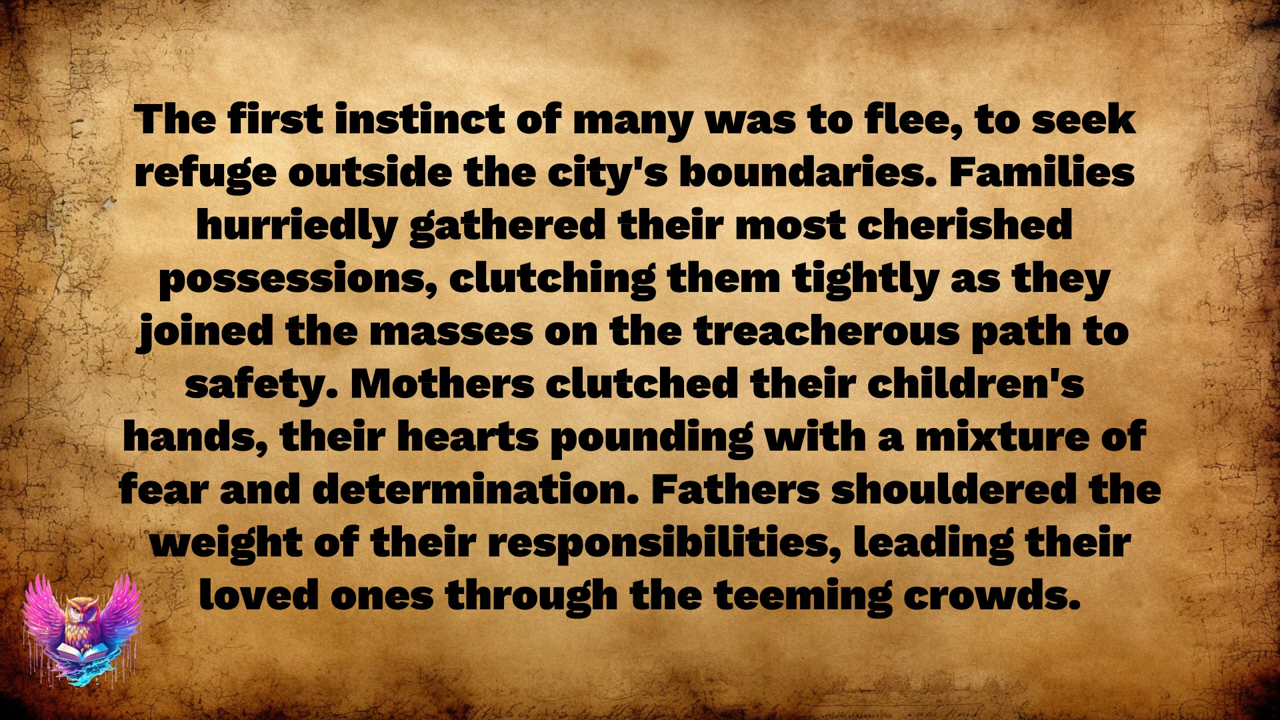 The first instinct of many was to flee, to seek
refuge outside the city's boundaries. Families
hurriedly gathered their most cherished
possessions, clutching them tightly as they
joined the masses on the treacherous path to
safety. Mothers clutched their children's
hands, their hearts pounding with a mixture of
fear and determination. Fathers shouldered the
weight of their responsibilities, leading their
loved ones through the teeming crowds.